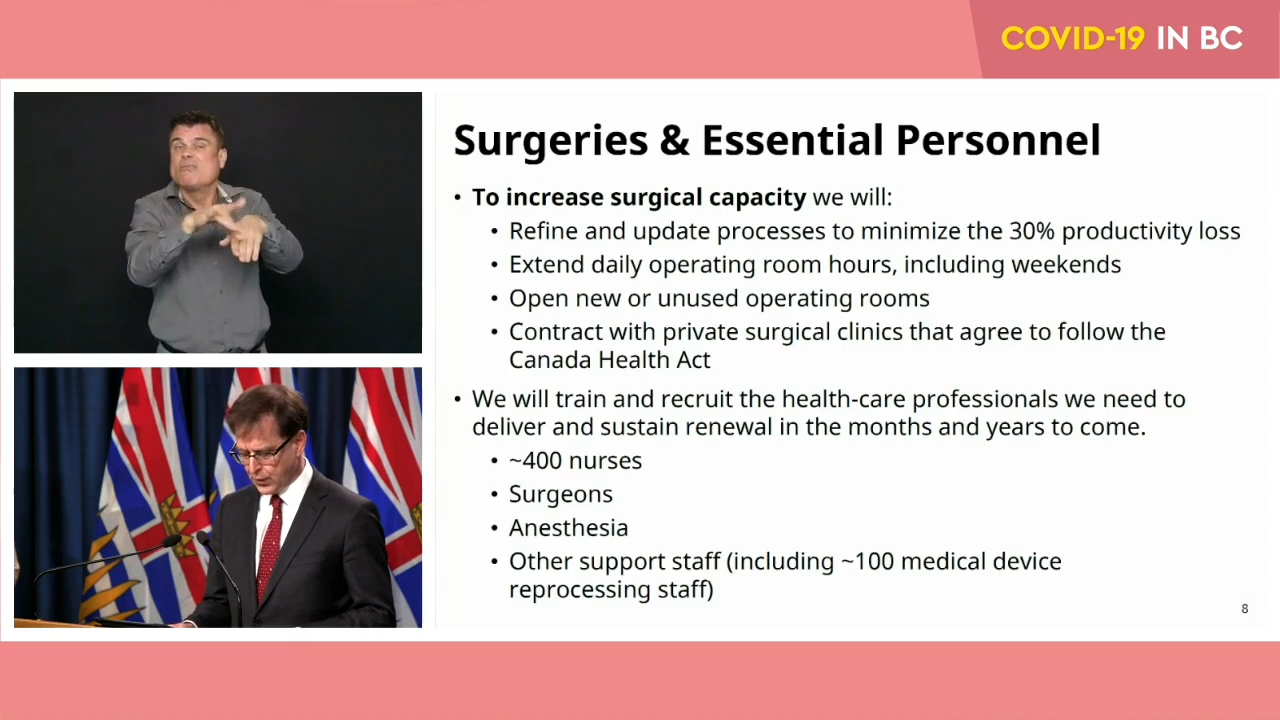 COVID-19 IN BC
Surgeries & Essential Personnel
• To increase surgical capacity we will:
• Refine and update processes to minimize the 30% productivity loss
• Extend daily operating room hours, including weekends
• Open new or unused operating rooms
• Contract with private surgical clinics that agree to follow the
Canada Health Act
• We will train and recruit the health-care professionals we need to
deliver and sustain renewal in the months and years to come.
• ~400 nurses
• Surgeons
• Anesthesia
• Other support staff (including ~100 medical device
reprocessing staff)
8